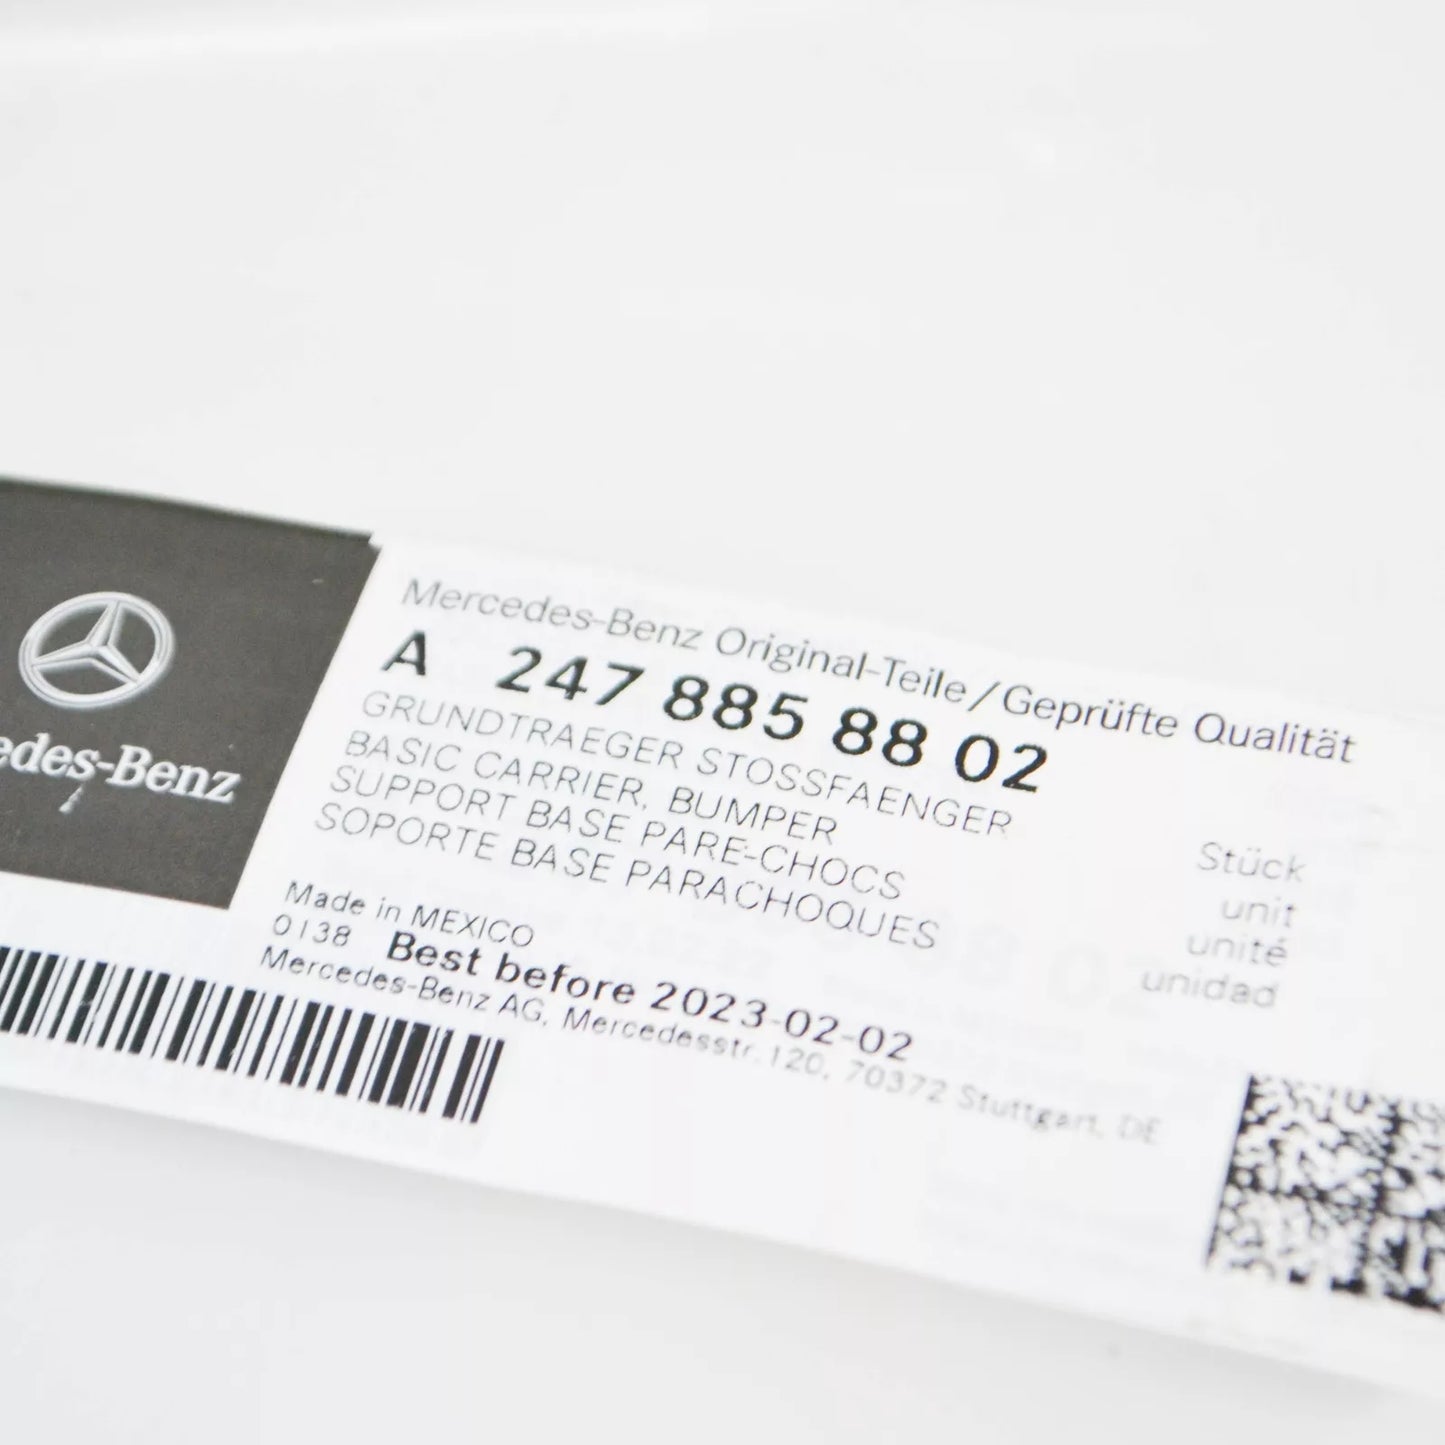 edes-Benz
Mercedes-Benz Original-Teile/Geprüfte Qualität
A 247 885 88 02
GRUNDTRAEGER STOSSFAENGER
BASIC CARRIER, BUMPER
SUPPORT BASE PARE-CHOCS
SOPORTE BASE PARACHOQUES
Stück
unit
unité
unidad
Made in MEXICO
0138 Best before 2023-02-02
Mercedes-Benz AG, Mercedesstr.120, 70372 Stuttgart, DE